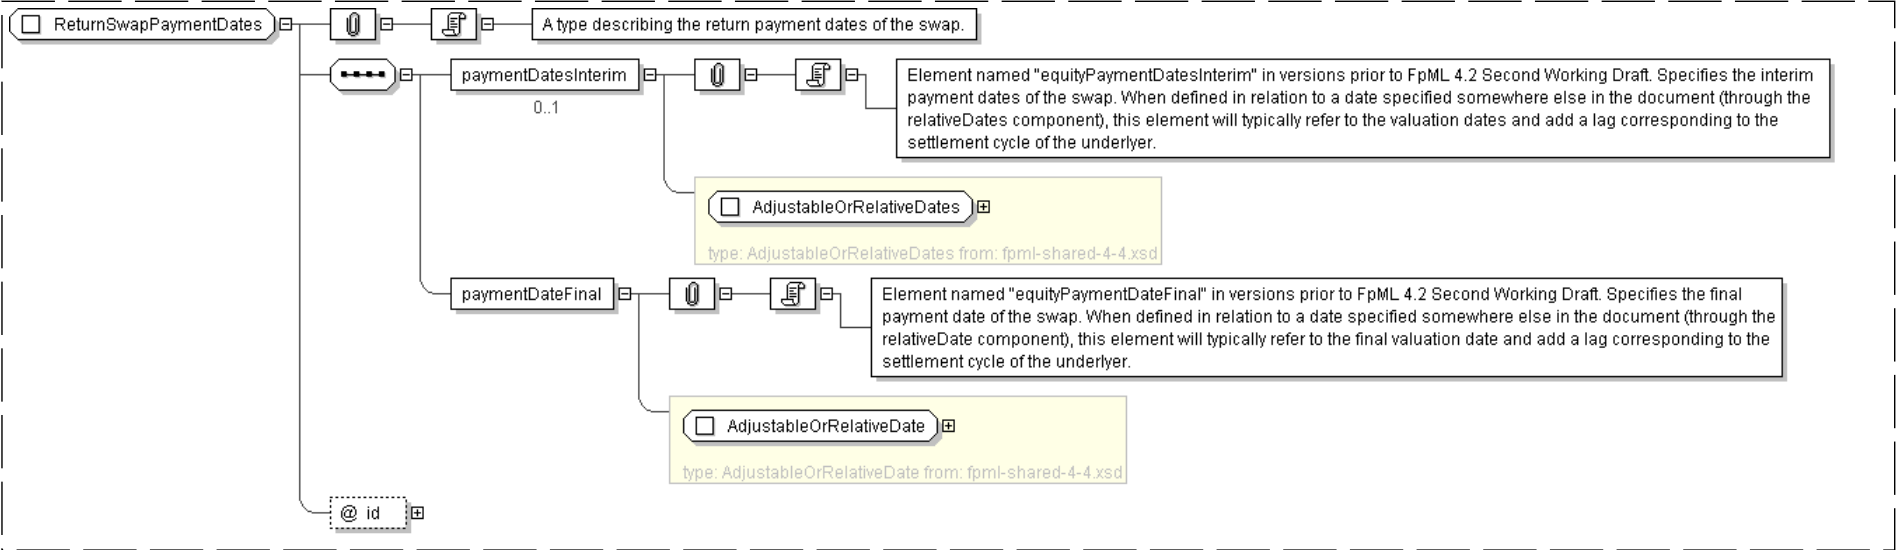 ReturnSwapPaymentDates
A type describing the return payment dates of the swap.
paymentDatesInterim
0..1
Element named "equityPaymentDatesInterim" in versions prior to FpML 4.2 Second Working Draft. Specifies the interim
payment dates of the swap. When defined in relation to a date specified somewhere else in the document (through the
relativeDates component), this element will typically refer to the valuation dates and add a lag corresponding to the
settlement cycle of the underlyer.
AdjustableOrRelativeDates
type: AdjustableOrRelativeDates from: fpml-shared-4-4.xsd
paymentDateFinal
Element named "equityPaymentDateFinal" in versions prior to FpML 4.2 Second Working Draft. Specifies the final
payment date of the swap. When defined in relation to a date specified somewhere else in the document (through the
relativeDate component), this element will typically refer to the final valuation date and add a lag corresponding to the
settlement cycle of the underlyer.
AdjustableOrRelativeDate
type: AdjustableOrRelativeDate from: fpml-shared-4-4.xsd
@ id